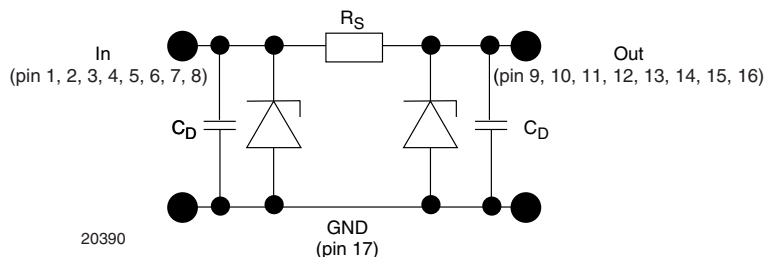 R_S
In
Out
(pin 1, 2, 3, 4, 5, 6, 7, 8)
(pin 9, 10, 11, 12, 13, 14, 15, 16)
C_D
C_D
GND
(pin 17)
20390